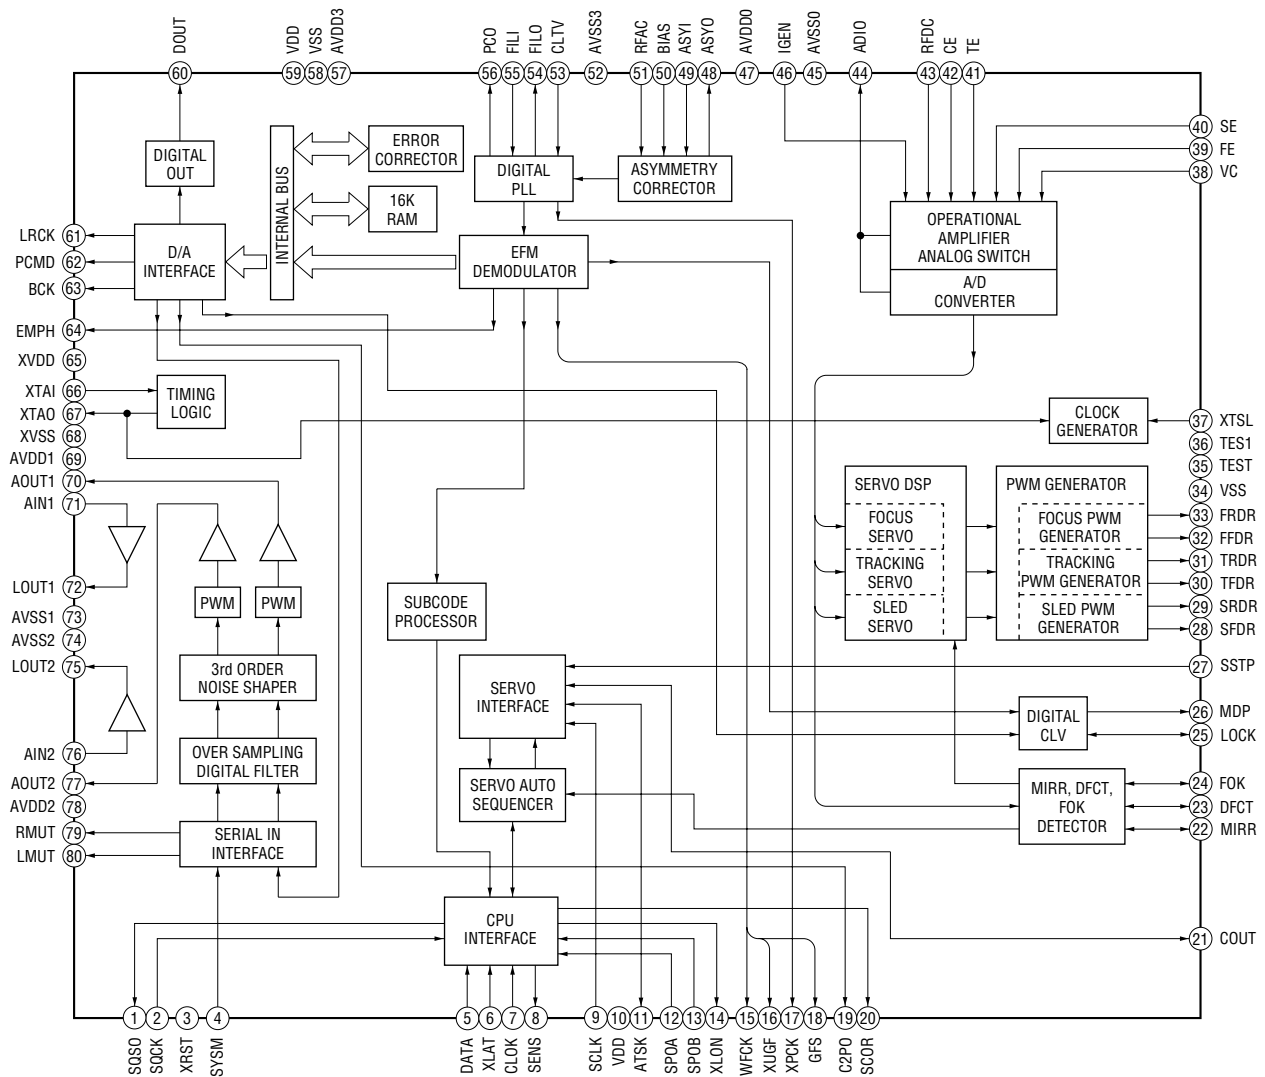 DOUT
VDD
VSS
AVDD3
PCO
FILI
FILO
CLTV
AVSS3
RFAC
BIAS
ASYI
ASYO
AVDD0
IGEN
AVSS0
ADIO
RFDC
CE
TE
60
59
58
57
56
55
54
53
52
51
50
49
48
47
46
45
44
43
42
41
40 SE
39 FE
38 VC
DIGITAL
OUT
INTERNAL BUS
ERROR
CORRECTOR
16K
RAM
DIGITAL
PLL
ASYMMETRY
CORRECTOR
OPERATIONAL
AMPLIFIER
ANALOG SWITCH
A/D
CONVERTER
LRCK 61
PCMD 62
BCK 63
D/A
INTERFACE
EFM
DEMODULATOR
EMPH 64
XVDD 65
XTAI 66
XTAO 67
XVSS 68
AVDD1 69
AOUT1 70
AIN1 71
TIMING
LOGIC
CLOCK
GENERATOR
37 XTSL
36 TES1
35 TEST
34 VSS
33 FRDR
32 FFDR
31 TRDR
30 TFDR
29 SRDR
28 SFDR
SERVO DSP
FOCUS
SERVO
TRACKING
SERVO
SLED
SERVO
PWM GENERATOR
FOCUS PWM
GENERATOR
TRACKING
PWM GENERATOR
SLED PWM
GENERATOR
LOUT1 72
AVSS1 73
AVSS2 74
LOUT2 75
PWM
PWM
SUBCODE
PROCESSOR
3rd ORDER
NOISE SHAPER
SERVO
INTERFACE
27 SSTP
26 MDP
25 LOCK
DIGITAL
CLV
AIN2 76
AOUT2 77
AVDD2 78
RMUT 79
LMUT 80
OVER SAMPLING
DIGITAL FILTER
SERVO AUTO
SEQUENCER
MIRR, DFCT,
FOK
DETECTOR
24 FOK
23 DFCT
22 MIRR
SERIAL IN
INTERFACE
CPU
INTERFACE
21 COUT
1
2
3
4
5
6
7
8
9
10
11
12
13
14
15
16
17
18
19
20
SQSO
SQCK
XRST
SYSM
DATA
XLAT
CLOK
SENS
SCLK
VDD
ATSK
SPOA
SPOB
XLON
WFCK
XUGF
XPCK
GFS
C2PO
SCOR